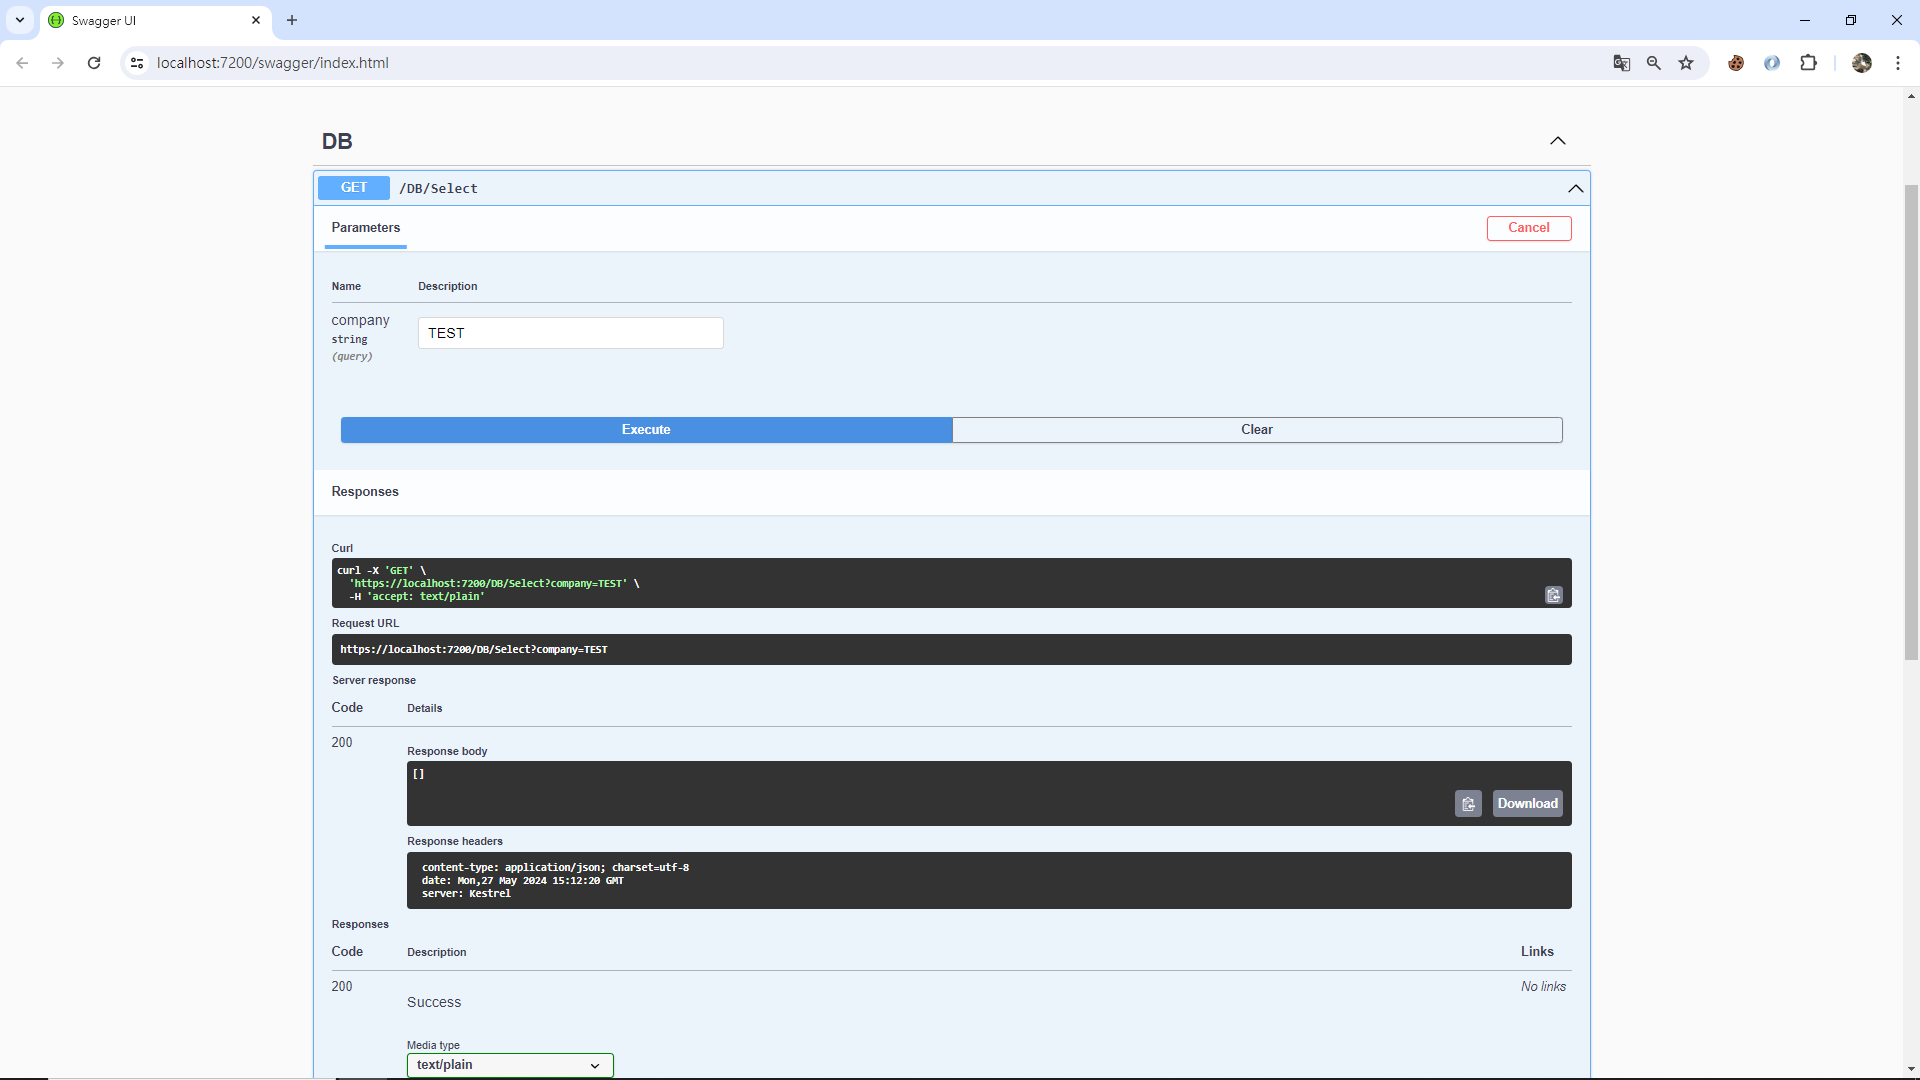 Swagger UI
localhost:7200/swagger/index.html
DB
GET /DB/Select
Parameters
Cancel
Name Description
company
string
(query)
TEST
Execute
Clear
Responses
Curl
curl -X 'GET' \
'https://localhost:7200/DB/Select?company=TEST' \
-H 'accept: text/plain'
Request URL
https://localhost:7200/DB/Select?company=TEST
Server response
Code Details
200
Response body
[]
Download
Response headers
content-type: application/json; charset=utf-8
date: Mon,27 May 2024 15:12:20 GMT
server: Kestrel
Responses
Code Description Links
200
No links
Success
Media type
text/plain